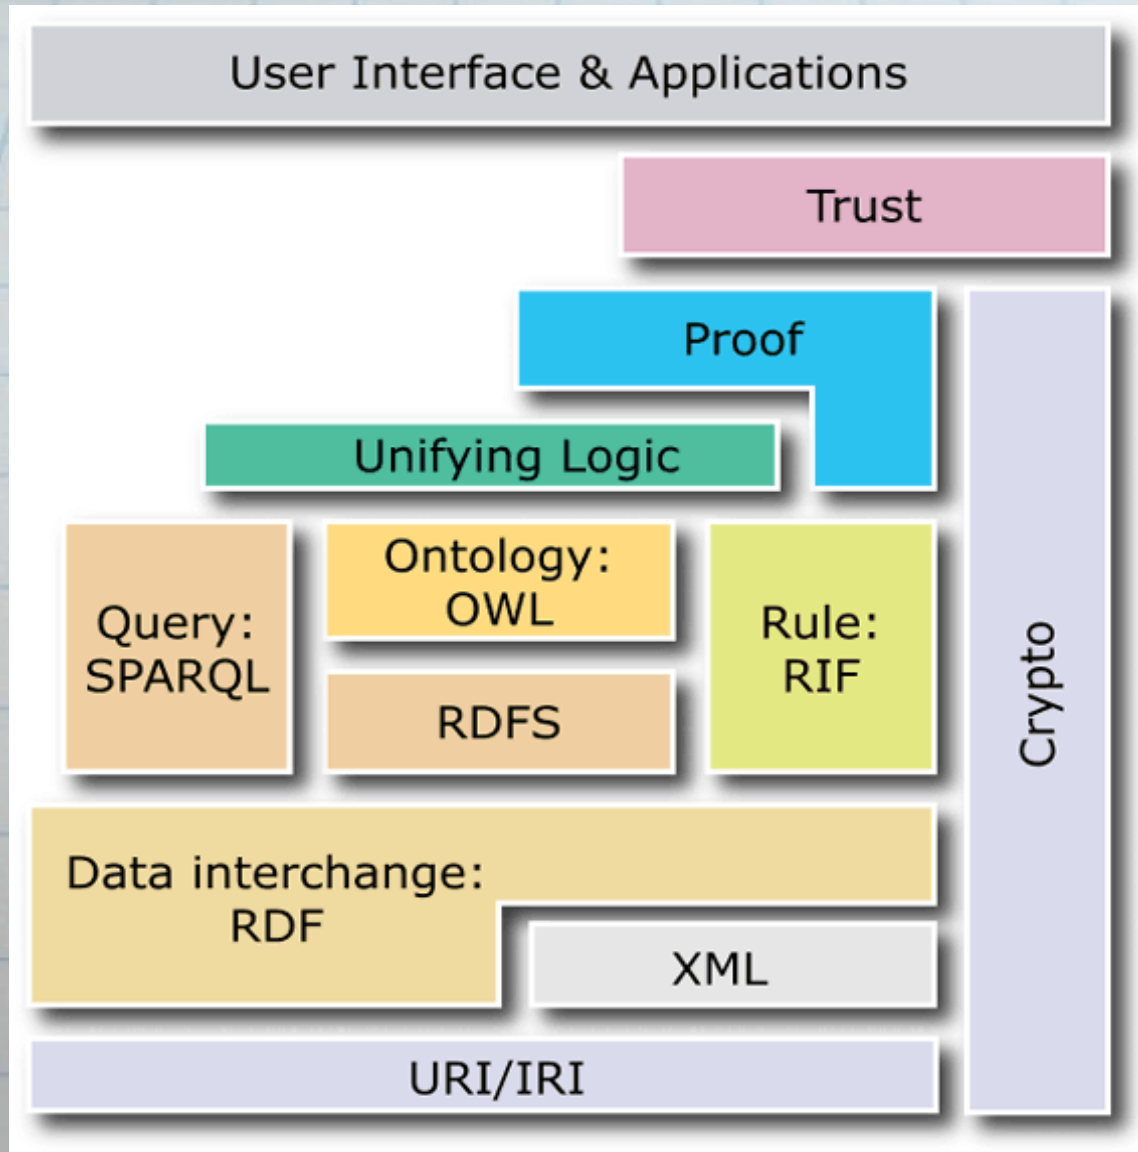 User Interface & Applications
Trust
Proof
Unifying Logic
Query:
SPARQL
Ontology:
OWL
RDFS
Rule:
RIF
Crypto
Data interchange:
RDF
XML
URI/IRI